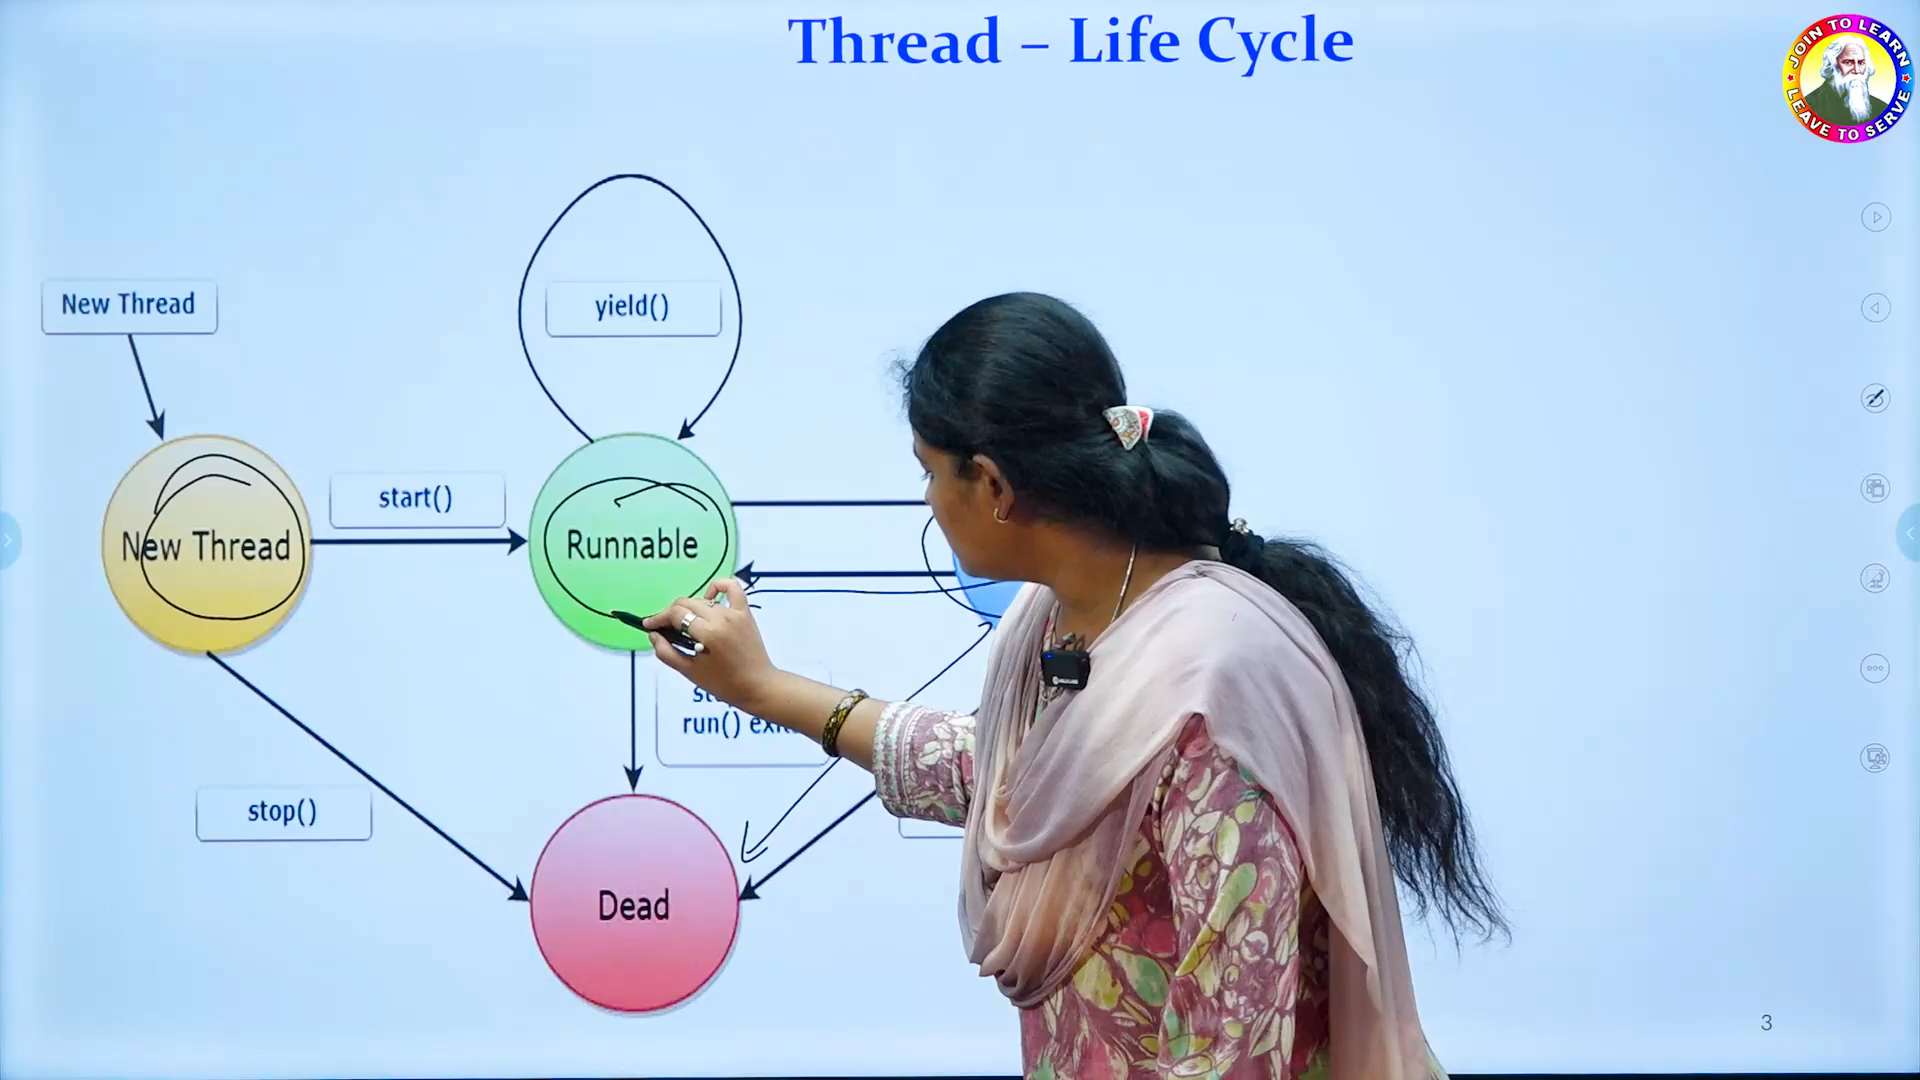 Thread – Life Cycle
JOIN TO LEARN
LEAVE TO SERVE
New Thread
yield()
start()
New Thread
Runnable
run()
stop()
Dead
3